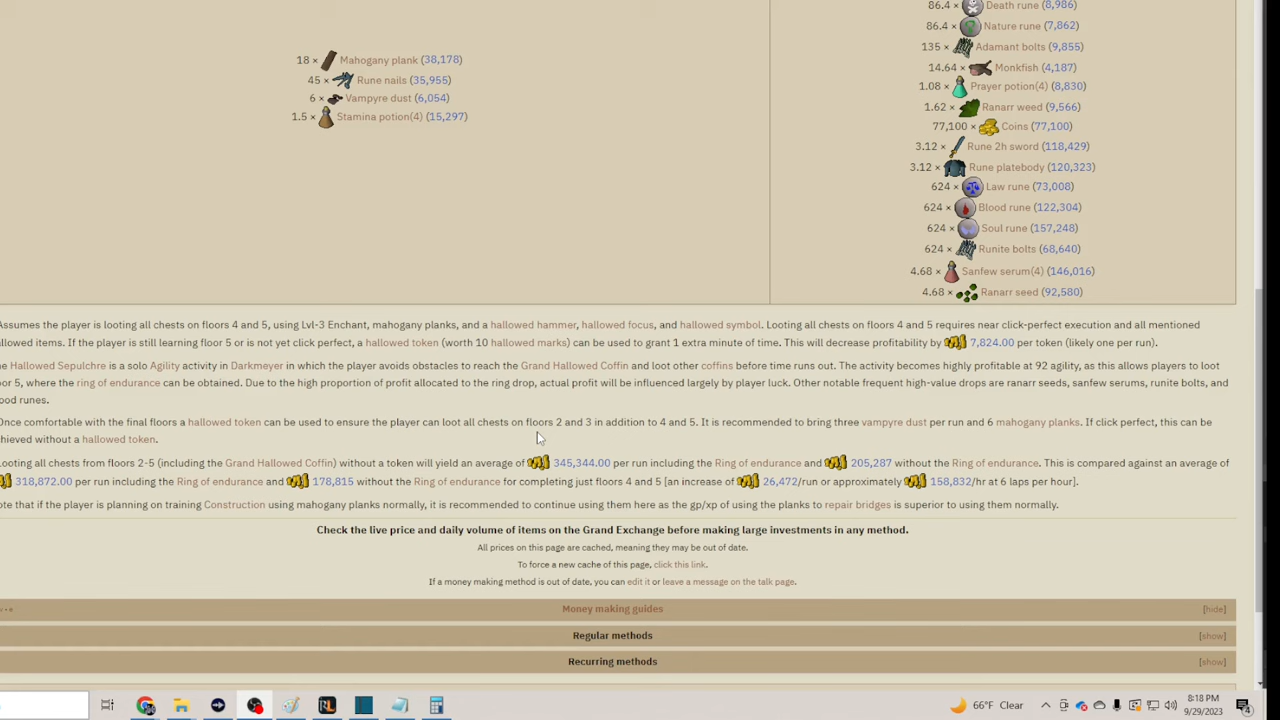 86.4 × Death rune (8,986)
86.4 × Nature rune (7,862)
135 × Adamant bolts (9,855)
14.64 × Monkfish (4,187)
1.08 × Prayer potion(4) (8,830)
1.62 × Ranarr weed (9,566)
77,100 × Coins (77,100)
3.12 × Rune 2h sword (118,429)
3.12 × Rune platebody (120,323)
624 × Law rune (73,008)
624 × Blood rune (122,304)
624 × Soul rune (157,248)
624 × Runite bolts (68,640)
4.68 × Sanfew serum(4) (146,016)
4.68 × Ranarr seed (92,580)
18 × Mahogany plank (38,178)
45 × Rune nails (35,955)
6 × Vampyre dust (6,054)
1.5 × Stamina potion(4) (15,297)
Assumes the player is looting all chests on floors 4 and 5, using Lvl-3 Enchant, mahogany planks, and a hallowed hammer, hallowed focus, and hallowed symbol. Looting all chests on floors 4 and 5 requires near click-perfect execution and all mentioned
llowed items. If the player is still learning floor 5 or is not yet click perfect, a hallowed token (worth 10 hallowed marks) can be used to grant 1 extra minute of time. This will decrease profitability by 7,824.00 per token (likely one per run).
he Hallowed Sepulchre is a solo Agility activity in Darkmeyer in which the player avoids obstacles to reach the Grand Hallowed Coffin and loot other coffins before time runs out. The activity becomes highly profitable at 92 agility, as this allows players to loot
oor 5, where the ring of endurance can be obtained. Due to the high proportion of profit allocated to the ring drop, actual profit will be influenced largely by player luck. Other notable frequent high-value drops are ranarr seeds, sanfew serums, runite bolts, and
ood runes.
Once comfortable with the final floors a hallowed token can be used to ensure the player can loot all chests on floors 2 and 3 in addition to 4 and 5. It is recommended to bring three vampyre dust per run and 6 mahogany planks. If click perfect, this can be
chieved without a hallowed token.
Looting all chests from floors 2-5 (including the Grand Hallowed Coffin) without a token will yield an average of 345,344.00 per run including the Ring of endurance and 205,287 without the Ring of endurance. This is compared against an average of
318,872.00 per run including the Ring of endurance and 178,815 without the Ring of endurance for completing just floors 4 and 5 [an increase of 26,472/run or approximately 158,832/hr at 6 laps per hour].
ote that if the player is planning on training Construction using mahogany planks normally, it is recommended to continue using them here as the gp/xp of using the planks to repair bridges is superior to using them normally.
Check the live price and daily volume of items on the Grand Exchange before making large investments in any method.
All prices on this page are cached, meaning they may be out of date.
To force a new cache of this page, click this link.
If a money making method is out of date, you can edit it or leave a message on the talk page.
v · e Money making guides [hide]
Regular methods [show]
Recurring methods [show]
66°F Clear
8:18 PM
9/29/2023
4